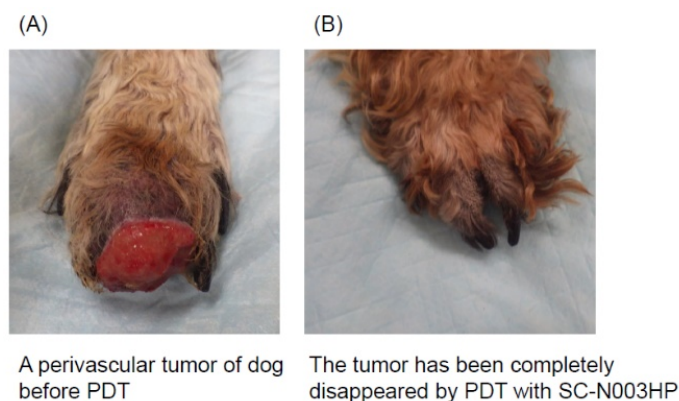 (A)
(B)
A perivascular tumor of dog
before PDT
The tumor has been completely
disappeared by PDT with SC-N003HP